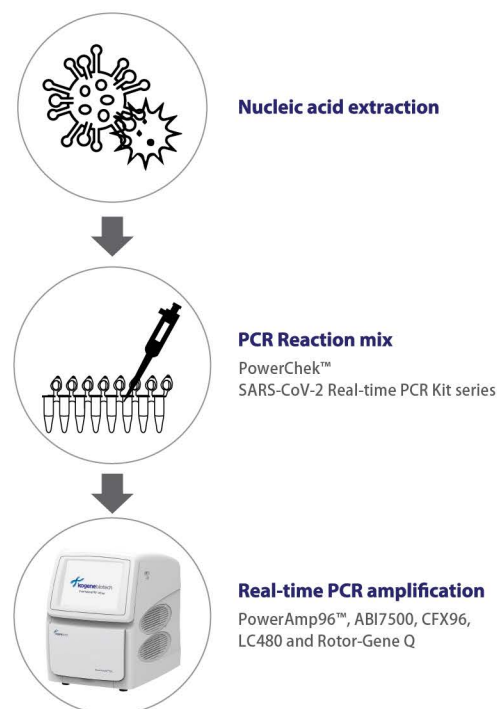 Nucleic acid extraction
PCR Reaction mix
PowerChek™
SARS-CoV-2 Real-time PCR Kit series
kogenebiotech
Real-time PCR amplification
PowerAmp96™, ABI7500, CFX96,
LC480 and Rotor-Gene Q